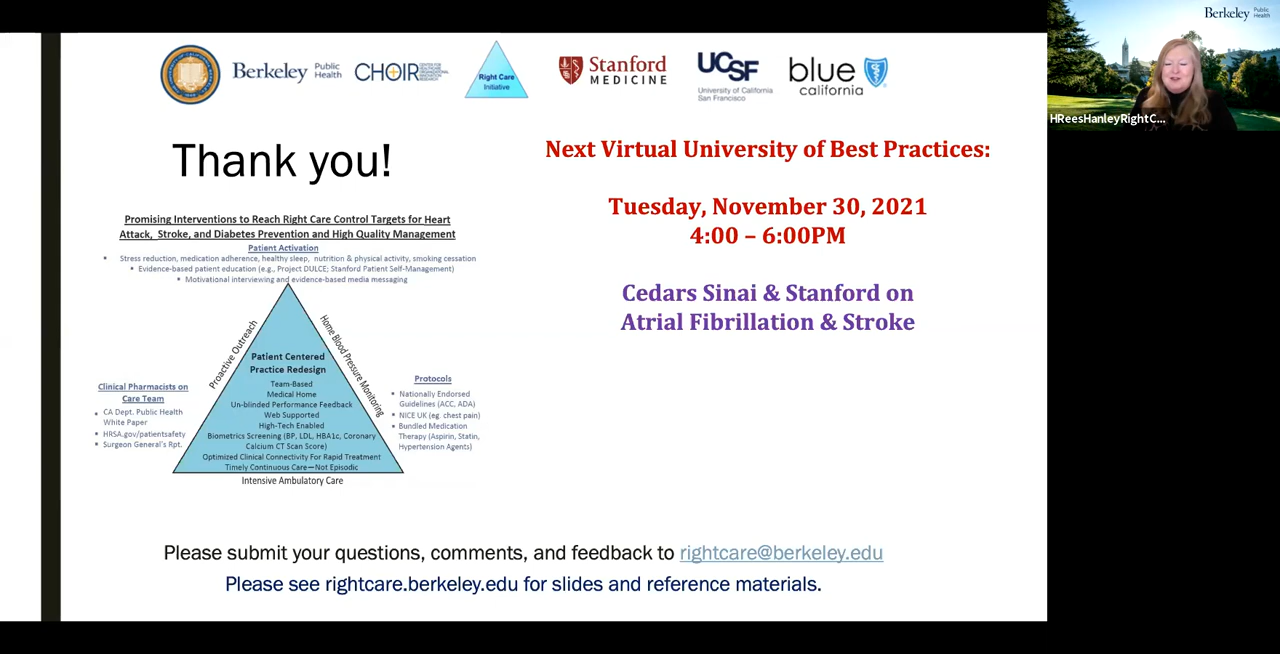 Berkeley Public Health
CHOIR
CENTER FOR HEALTHCARE ORGANIZATIONAL INNOVATION RESEARCH
Right Care
Initiative
Stanford
MEDICINE
UCSF
University of California
San Francisco
blue
california
Berkeley Public Health
HReesHanleyRightC...
Thank you!
Promising Interventions to Reach Right Care Control Targets for Heart
Attack, Stroke, and Diabetes Prevention and High Quality Management
Patient Activation
▪ Stress reduction, medication adherence, healthy sleep, nutrition & physical activity, smoking cessation
▪ Evidence-based patient education (e.g., Project DULCE; Stanford Patient Self-Management)
▪ Motivational interviewing and evidence-based media messaging
Proactive Outreach
Home Blood Pressure Monitoring
Patient Centered
Practice Redesign
Team-Based
Medical Home
Un-blinded Performance Feedback
Web Supported
High-Tech Enabled
Biometrics Screening (BP, LDL, HBA1c, Coronary
Calcium CT Scan Score)
Optimized Clinical Connectivity For Rapid Treatment
Timely Continuous Care—Not Episodic
Intensive Ambulatory Care
Clinical Pharmacists on
Care Team
▪ CA Dept. Public Health
White Paper
▪ HRSA.gov/patientsafety
▪ Surgeon General's Rpt.
Protocols
▪ Nationally Endorsed
Guidelines (ACC, ADA)
▪ NICE UK (eg. chest pain)
▪ Bundled Medication
Therapy (Aspirin, Statin,
Hypertension Agents)
Next Virtual University of Best Practices:
Tuesday, November 30, 2021
4:00 – 6:00PM
Cedars Sinai & Stanford on
Atrial Fibrillation & Stroke
Please submit your questions, comments, and feedback to rightcare@berkeley.edu
Please see rightcare.berkeley.edu for slides and reference materials.